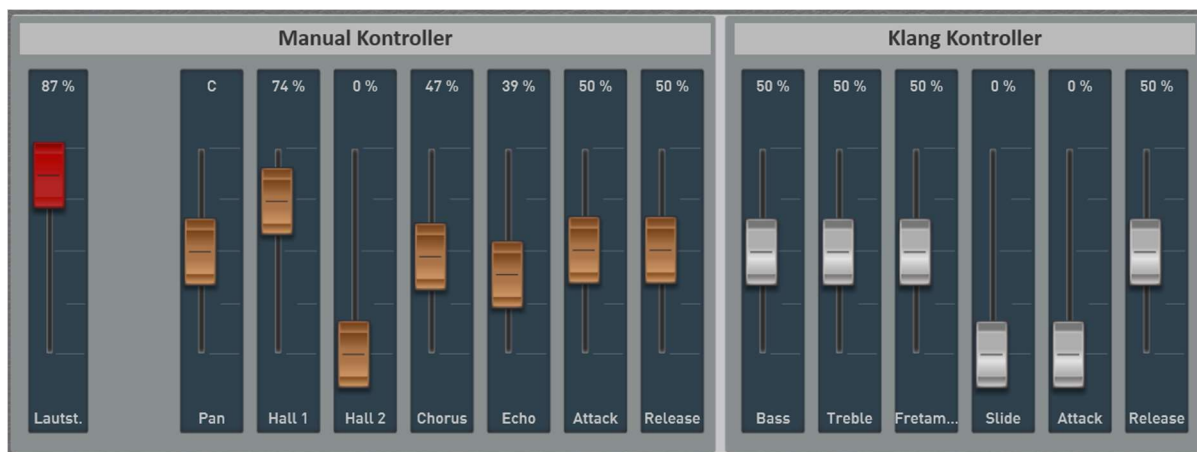 Manual Kontroller
87 % C 74 % 0 % 47 % 39 % 50 % 50 %
Lautst. Pan Hall 1 Hall 2 Chorus Echo Attack Release
Klang Kontroller
50 % 50 % 50 % 0 % 0 % 50 %
Bass Treble Fretam... Slide Attack Release